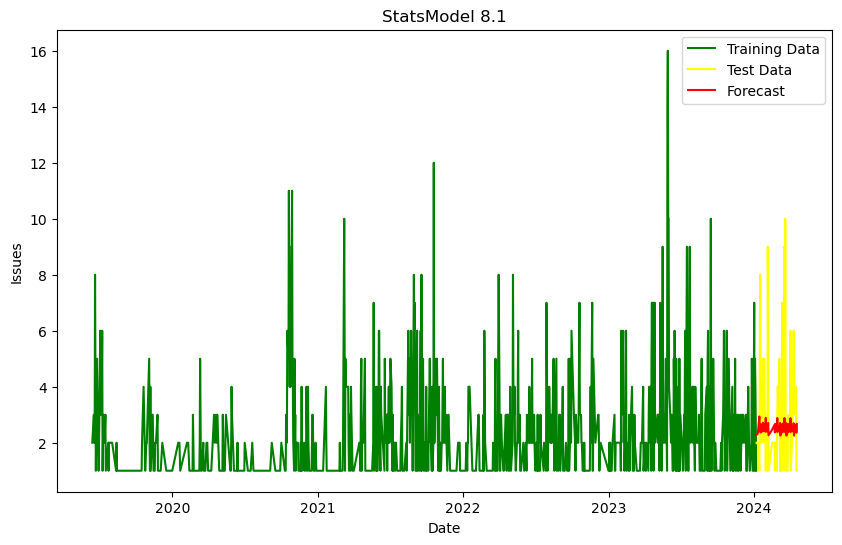 StatsModel 8.1
Training Data
Test Data
Forecast
16
14
12
10
8
6
4
2
Issues
2020
2021
2022
2023
2024
Date